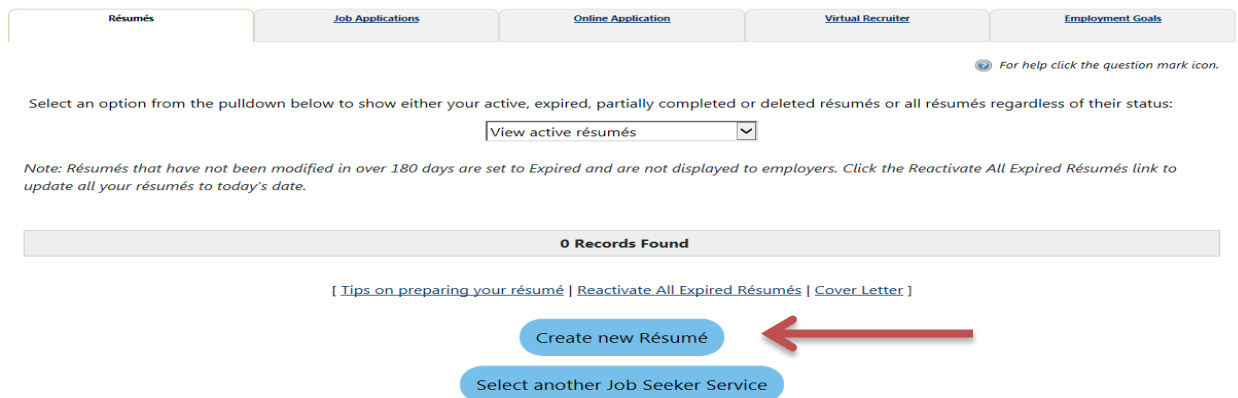 Résumés
Job Applications
Online Application
Virtual Recruiter
Employment Goals
For help click the question mark icon.
Select an option from the pulldown below to show either your active, expired, partially completed or deleted résumés or all résumés regardless of their status:
View active résumés
Note: Résumés that have not been modified in over 180 days are set to Expired and are not displayed to employers. Click the Reactivate All Expired Résumés link to
update all your résumés to today's date.
0 Records Found
[ Tips on preparing your résumé | Reactivate All Expired Résumés | Cover Letter ]
Create new Résumé
Select another Job Seeker Service